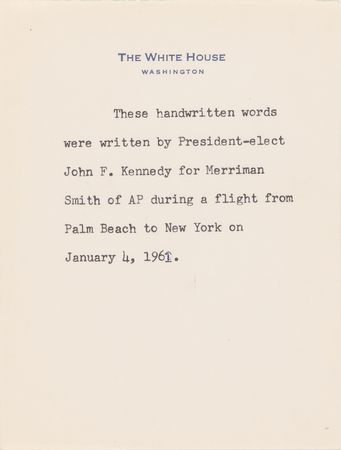 THE WHITE HOUSE
WASHINGTON
These handwritten words
were written by President-elect
John F. Kennedy for Merriman
Smith of AP during a flight from
Palm Beach to New York on
January 4, 1961.